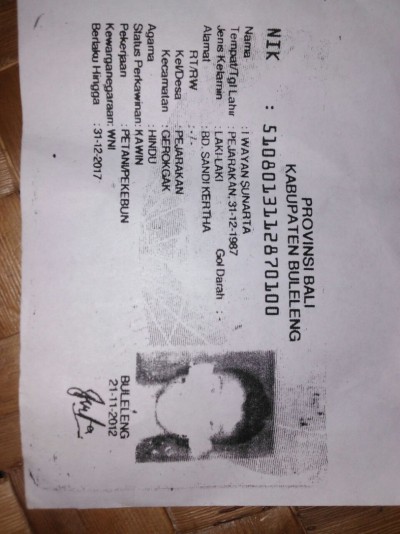 PROVINSI BALI
KABUPATEN BULELENG
NIK : 5108013112870100
Nama : I WAYAN SUNARTA
Tempat/Tgl Lahir : PEJARAKAN, 31-12-1987
Jenis Kelamin : LAKI-LAKI Gol Darah : -
Alamat : BD. SANDI KERTHA
RT/RW : -/-
Kel/Desa : PEJARAKAN
Kecamatan : GEROKGAK
Agama : HINDU
Status Perkawinan: KAWIN
Pekerjaan : PETANI/PEKEBUN
Kewarganegaraan: WNI
Berlaku Hingga : 31-12-2017
BULELENG
21-11-2012